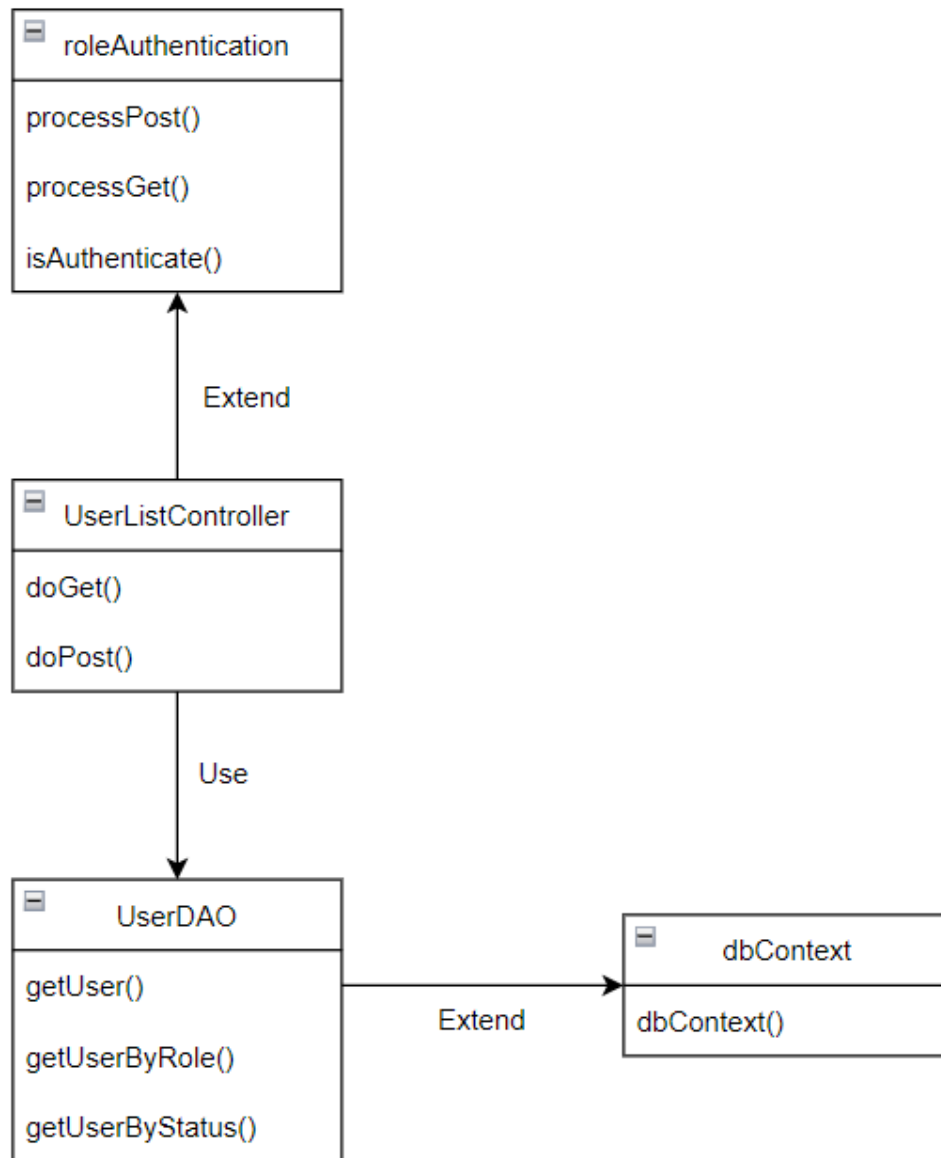 roleAuthentication
processPost()
processGet()
isAuthenticate()
Extend
UserListController
doGet()
doPost()
Use
UserDAO
getUser()
getUserByRole()
getUserByStatus()
Extend
dbContext
dbContext()